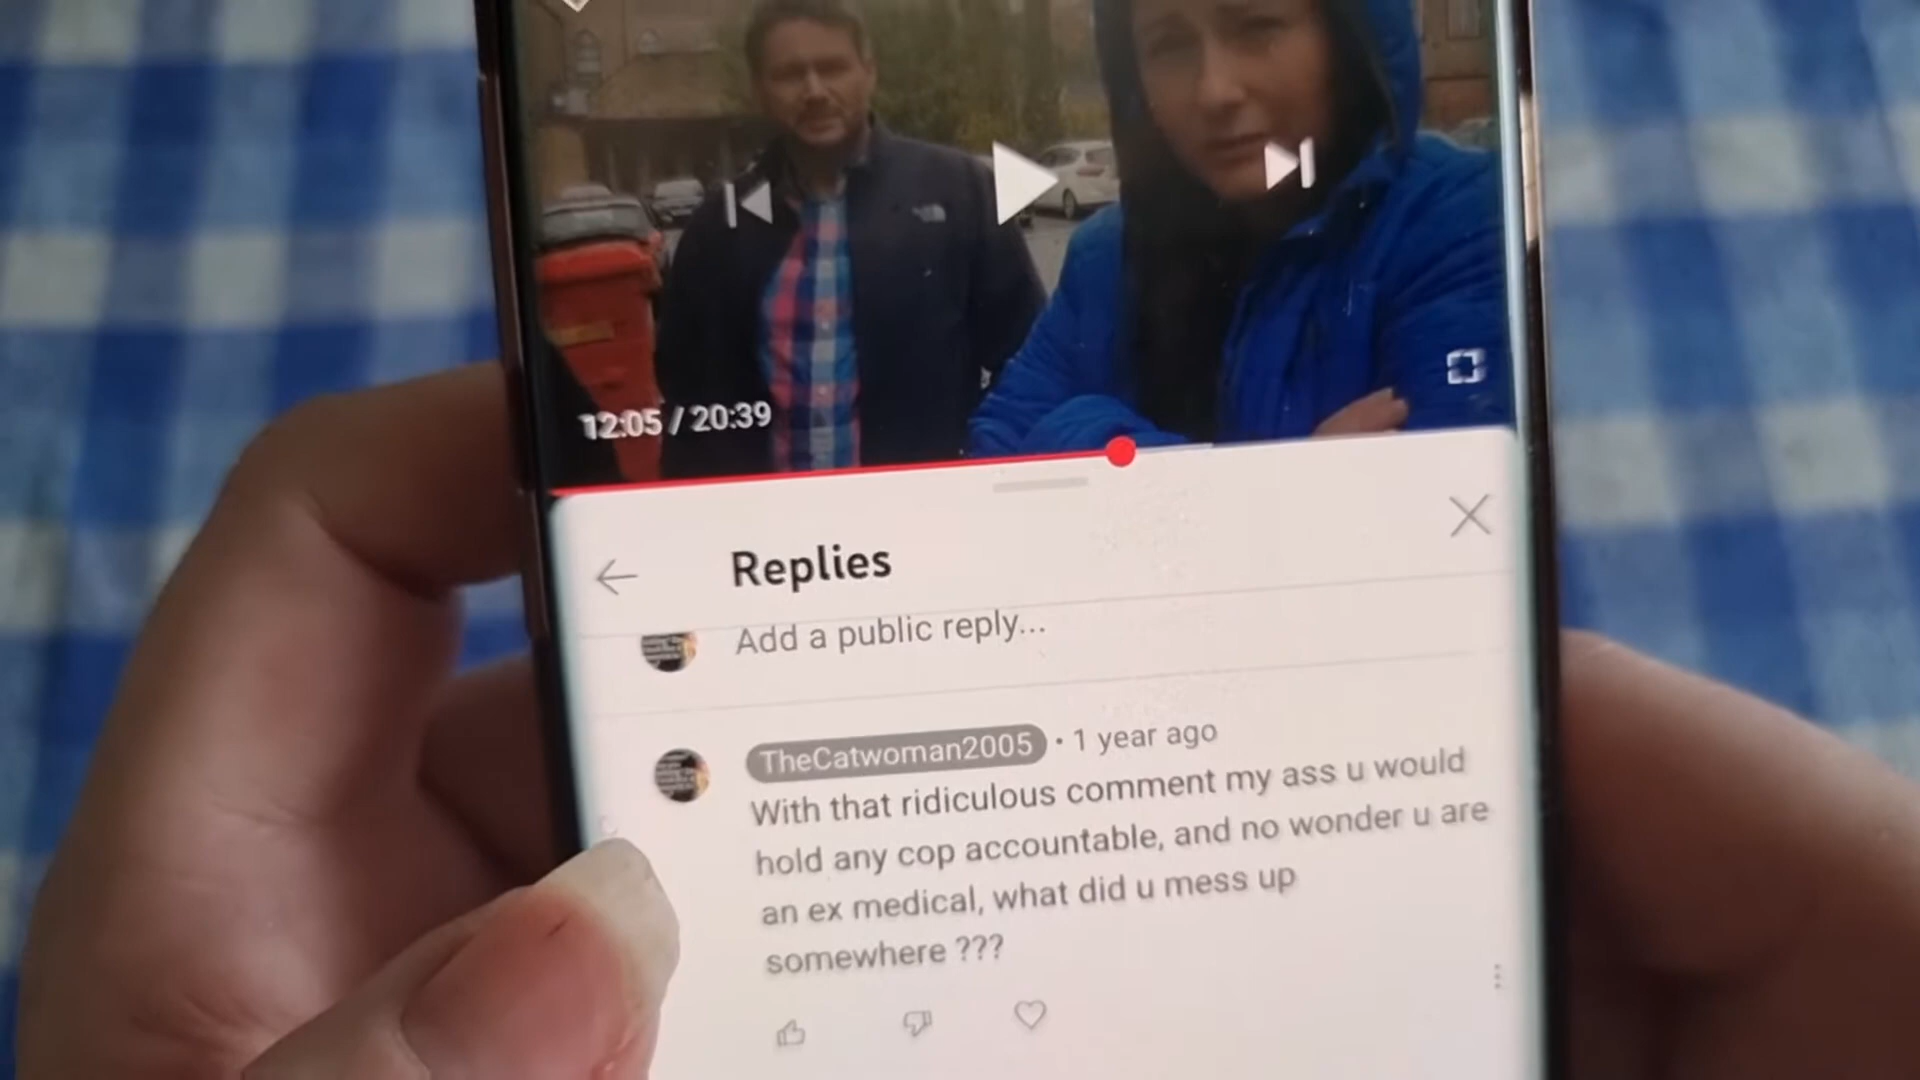 12:05 / 20:39
Replies
Add a public reply...
TheCatwoman2005 • 1 year ago
With that ridiculous comment my ass u would
hold any cop accountable, and no wonder u are
an ex medical, what did u mess up
somewhere ???